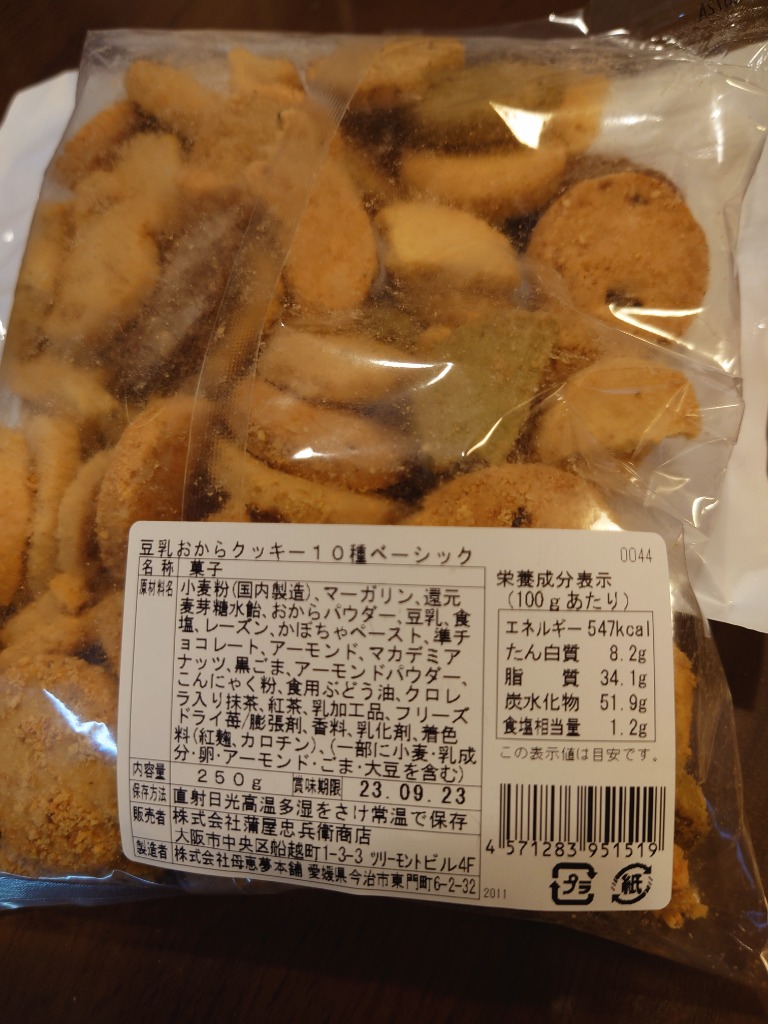 豆乳おからクッキー10種ベーシック
0044
名称 菓子
原材料名 小麦粉(国内製造)、マーガリン、還元
麦芽糖水飴、おからパウダー、豆乳、食
塩、レーズン、かぼちゃペースト、準チ
ョコレート、アーモンド、マカデミア
ナッツ、黒ごま、アーモンドパウダー、
こんにゃく粉、食用ぶどう油、クロレ
ラ入り抹茶、紅茶、乳加工品、フリーズ
ドライ苺/膨張剤、香料、乳化剤、着色
料(紅麹、カロチン)、(一部に小麦・乳成
分・卵・アーモンド・ごま・大豆を含む)
内容量 250g 賞味期限 23.09.23
保存方法 直射日光高温多湿をさけ常温で保存
販売者 株式会社蒲屋忠兵衛商店
大阪市中央区船越町1-3-3 ツリーモントビル4F
製造者 株式会社母恵夢本舗 愛媛県今治市東門町6-2-32
2011
栄養成分表示
(100gあたり)
エネルギー 547kcal
たん白質 8.2g
脂質 34.1g
炭水化物 51.9g
食塩相当量 1.2g
この表示値は目安です。
4 571283 951519
プラ 紙